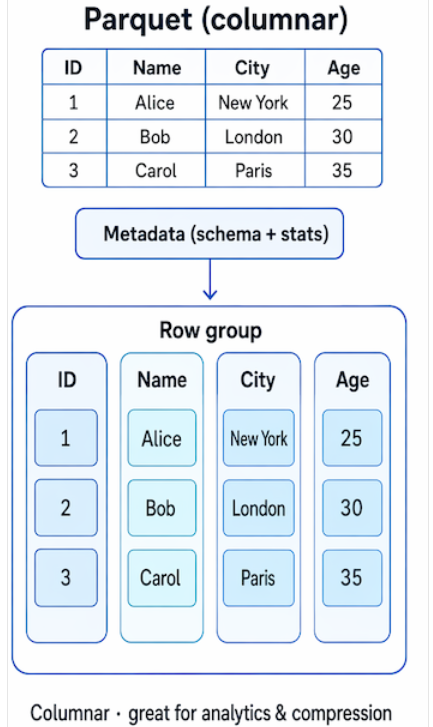 Parquet (columnar)
ID Name City Age
1 Alice New York 25
2 Bob London 30
3 Carol Paris 35
Metadata (schema + stats)
Row group
ID Name City Age
1 Alice New York 25
2 Bob London 30
3 Carol Paris 35
Columnar · great for analytics & compression